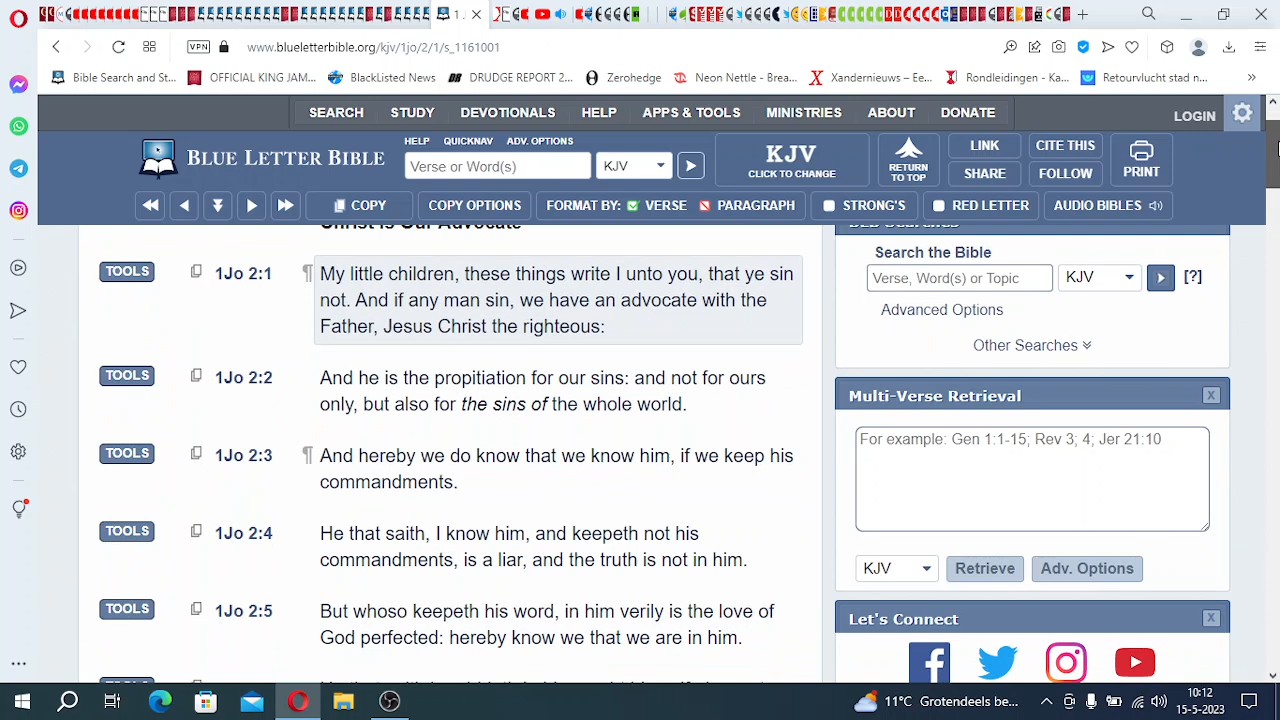 1
VPN
www.blueletterbible.org/kjv/1jo/2/1/s_1161001
Bible Search and St...
OFFICIAL KING JAM...
BlackListed News
DRUDGE REPORT 2...
Zerohedge
Neon Nettle - Brea...
Xandernieuws – Ee...
Rondleidingen - Ka...
Retourvlucht stad n...
»
SEARCH
STUDY
DEVOTIONALS
HELP
APPS & TOOLS
MINISTRIES
ABOUT
DONATE
LOGIN
BLUE LETTER BIBLE
HELP
QUICKNAV
ADV. OPTIONS
Verse or Word(s)
KJV
KJV
CLICK TO CHANGE
RETURN
TO TOP
LINK
CITE THIS
SHARE
FOLLOW
PRINT
COPY
COPY OPTIONS
FORMAT BY:
VERSE
PARAGRAPH
STRONG'S
RED LETTER
AUDIO BIBLES
Christ Is Our Advocate
TOOLS
1Jo 2:1
¶ My little children, these things write I unto you, that ye sin
not. And if any man sin, we have an advocate with the
Father, Jesus Christ the righteous:
TOOLS
1Jo 2:2
And he is the propitiation for our sins: and not for ours
only, but also for the sins of the whole world.
TOOLS
1Jo 2:3
¶ And hereby we do know that we know him, if we keep his
commandments.
TOOLS
1Jo 2:4
He that saith, I know him, and keepeth not his
commandments, is a liar, and the truth is not in him.
TOOLS
1Jo 2:5
But whoso keepeth his word, in him verily is the love of
God perfected: hereby know we that we are in him.
TOOLS
Search the Bible
Verse, Word(s) or Topic
KJV
[?]
Advanced Options
Other Searches
Multi-Verse Retrieval
X
For example: Gen 1:1-15; Rev 3; 4; Jer 21:10
KJV
Retrieve
Adv. Options
Let's Connect
X
11°C Grotendeels be...
10:12
15-5-2023